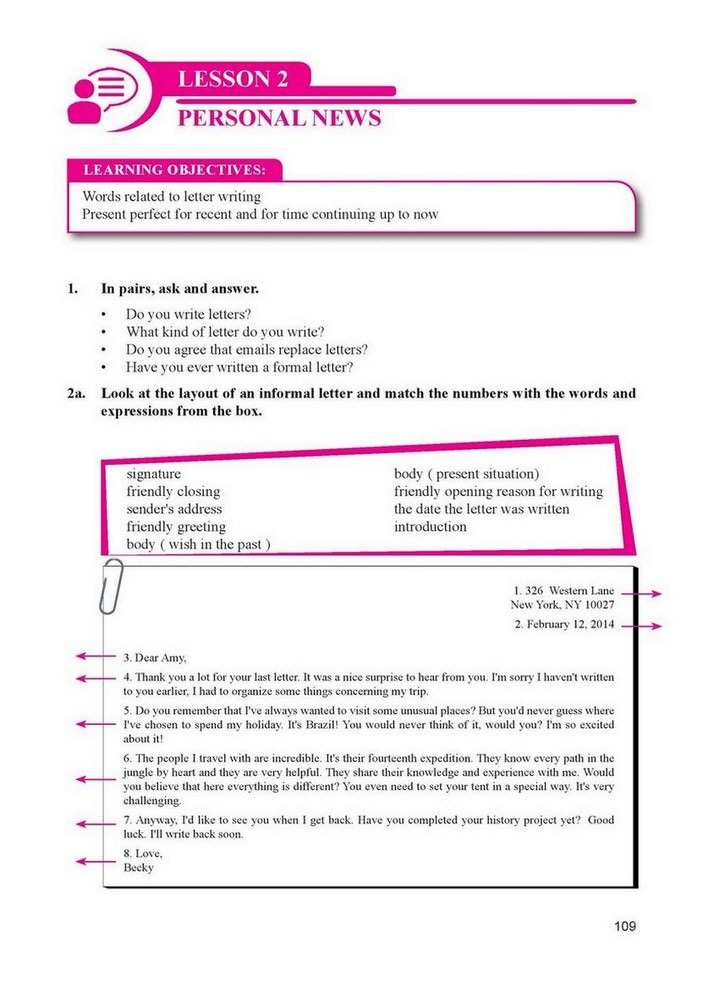 LESSON 2
PERSONAL NEWS
LEARNING OBJECTIVES:
Words related to letter writing
Present perfect for recent and for time continuing up to now
1. In pairs, ask and answer.
• Do you write letters?
• What kind of letter do you write?
• Do you agree that emails replace letters?
• Have you ever written a formal letter?
2a. Look at the layout of an informal letter and match the numbers with the words and
expressions from the box.
signature
friendly closing
sender's address
friendly greeting
body ( wish in the past )
body ( present situation)
friendly opening reason for writing
the date the letter was written
introduction
1. 326 Western Lane
New York, NY 10027
2. February 12, 2014
3. Dear Amy,
4. Thank you a lot for your last letter. It was a nice surprise to hear from you. I'm sorry I haven't written
to you earlier, I had to organize some things concerning my trip.
5. Do you remember that I've always wanted to visit some unusual places? But you'd never guess where
I've chosen to spend my holiday. It's Brazil! You would never think of it, would you? I'm so excited
about it!
6. The people I travel with are incredible. It's their fourteenth expedition. They know every path in the
jungle by heart and they are very helpful. They share their knowledge and experience with me. Would
you believe that here everything is different? You even need to set your tent in a special way. It's very
challenging.
7. Anyway, I'd like to see you when I get back. Have you completed your history project yet? Good
luck. I'll write back soon.
8. Love,
Becky
109